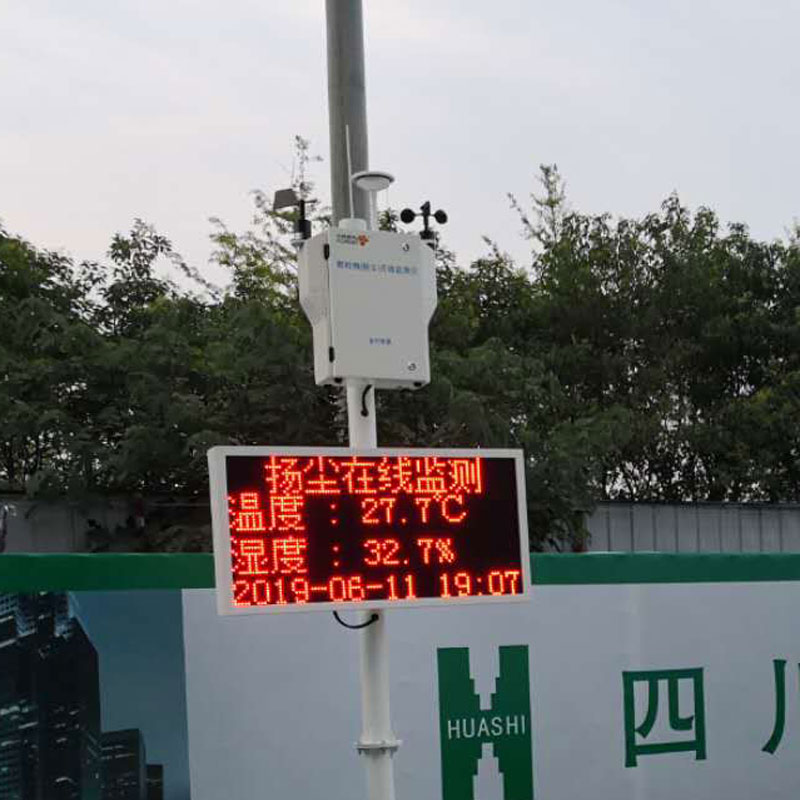 扬尘在线监测
温度：27.7℃
湿度：32.7%
2019-06-11 19:07
HUASHI
四川